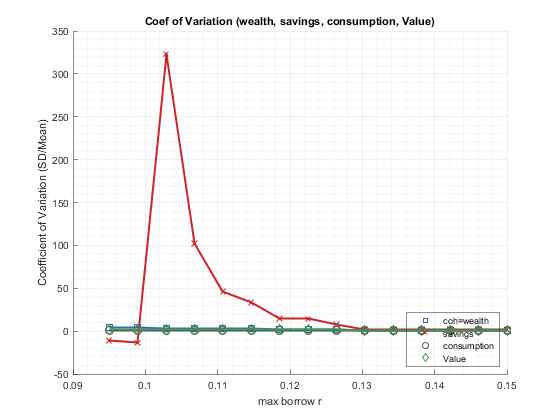 Coef of Variation (wealth, savings, consumption, Value)
350
300
250
200
150
100
50
0
-50
Coefficient of Variation (SD/Mean)
0.09
0.1
0.11
0.12
0.13
0.14
0.15
max borrow r
coh=wealth
savings
consumption
Value